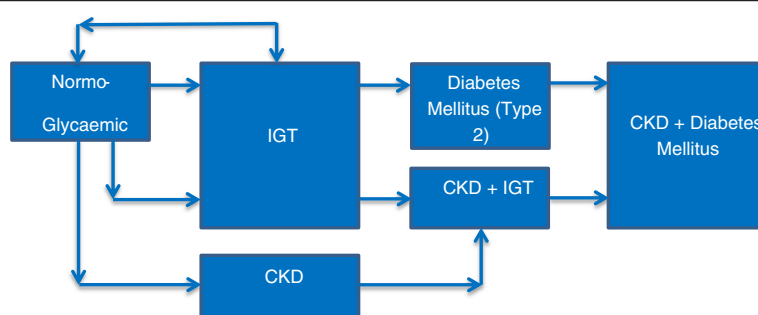 Normo-
Glycaemic
IGT
Diabetes
Mellitus (Type
2)
CKD + IGT
CKD + Diabetes
Mellitus
CKD